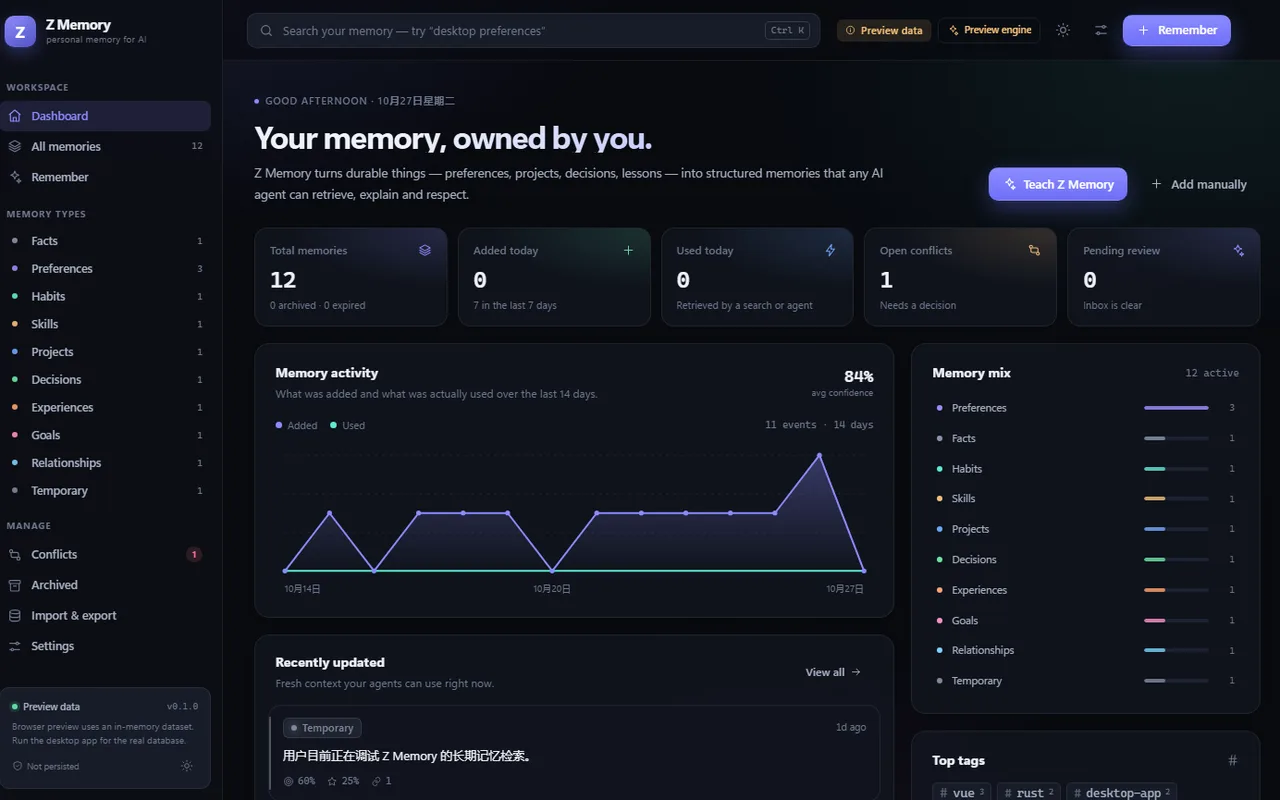 Z
Z Memory
personal memory for AI
Search your memory — try "desktop preferences"
Ctrl K
Preview data
Preview engine
Remember
WORKSPACE
Dashboard
All memories 12
Remember
MEMORY TYPES
Facts 1
Preferences 3
Habits 1
Skills 1
Projects 1
Decisions 1
Experiences 1
Goals 1
Relationships 1
Temporary 1
MANAGE
Conflicts 1
Archived
Import & export
Settings
Preview data v0.1.0
Browser preview uses an in-memory dataset.
Run the desktop app for the real database.
Not persisted
GOOD AFTERNOON · 10月27日星期二
Your memory, owned by you.
Z Memory turns durable things — preferences, projects, decisions, lessons — into structured memories that any AI
agent can retrieve, explain and respect.
Teach Z Memory
Add manually
Total memories
12
0 archived · 0 expired
Added today
0
7 in the last 7 days
Used today
0
Retrieved by a search or agent
Open conflicts
1
Needs a decision
Pending review
0
Inbox is clear
Memory activity
What was added and what was actually used over the last 14 days.
84%
avg confidence
Added Used
11 events · 14 days
10月14日 10月20日 10月27日
Memory mix 12 active
Preferences 3
Facts 1
Habits 1
Skills 1
Projects 1
Decisions 1
Experiences 1
Goals 1
Relationships 1
Temporary 1
Recently updated
Fresh context your agents can use right now.
View all →
Temporary 1d ago
用户目前正在调试 Z Memory 的长期记忆检索。
60% 25% 1
Top tags #
# vue 3 # rust 2 # desktop-app 2